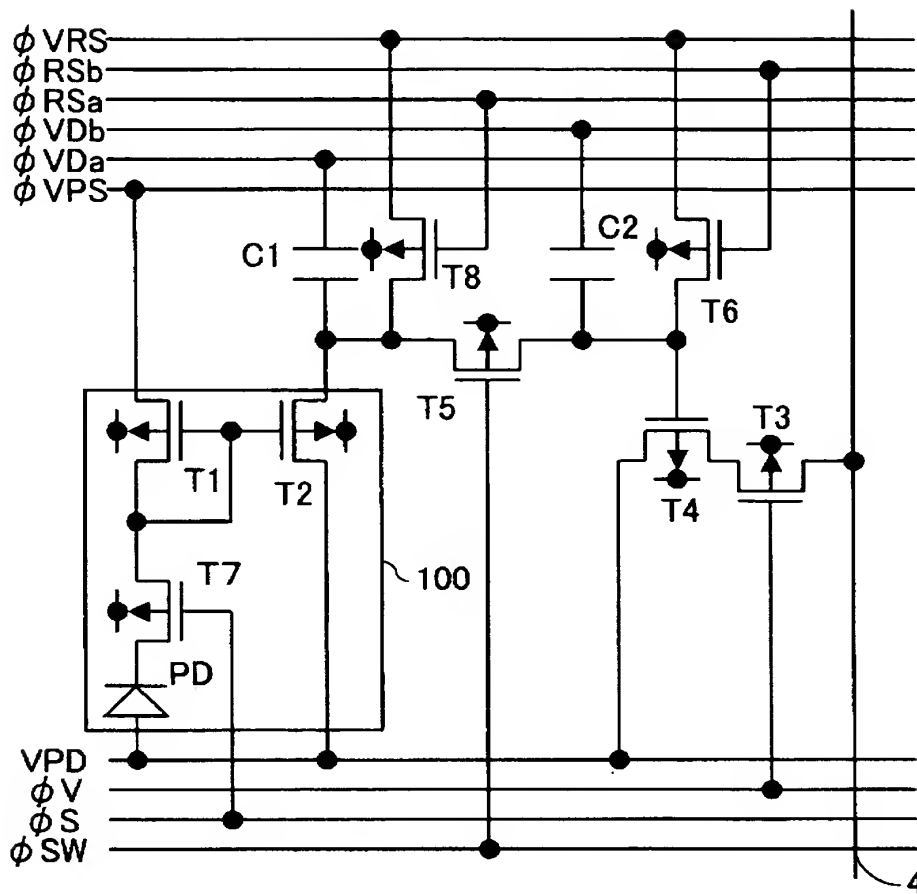 φVRS
φRSb
φRSa
φVDb
φVDa
φVPS
C1
T8
C2
T6
T5
T3
T1
T2
T4
T7
100
PD
VPD
φV
φS
φSW
4